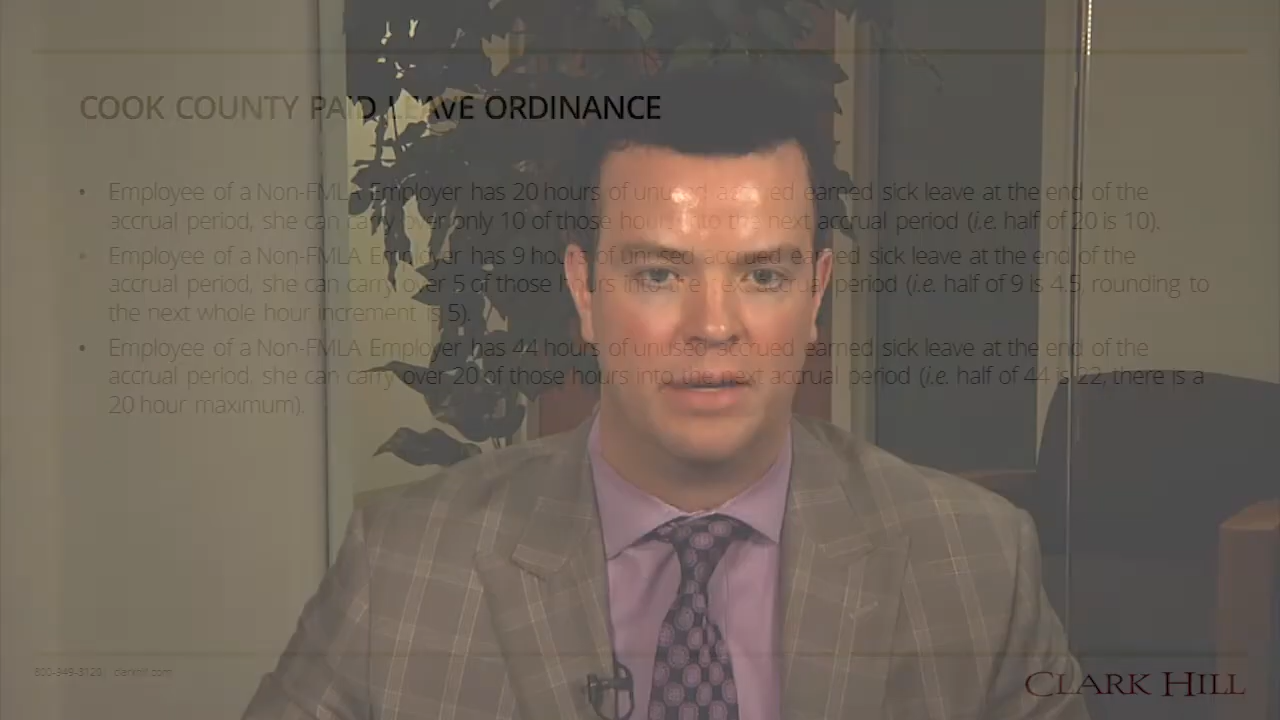 COOK COUNTY PAID LEAVE ORDINANCE
• Employee of a Non-FMLA Employer has 20 hours of unused accrued earned sick leave at the end of the
accrual period, she can carry over only 10 of those hours into the next accrual period (i.e. half of 20 is 10).
• Employee of a Non-FMLA Employer has 9 hours of unused accrued earned sick leave at the end of the
accrual period, she can carry over 5 of those hours into the next accrual period (i.e. half of 9 is 4.5, rounding to
the next whole hour increment is 5).
• Employee of a Non-FMLA Employer has 44 hours of unused accrued earned sick leave at the end of the
accrual period, she can carry over 20 of those hours into the next accrual period (i.e. half of 44 is 22, there is a
20 hour maximum).
800-949-3120 | clarkhill.com
CLARK HILL